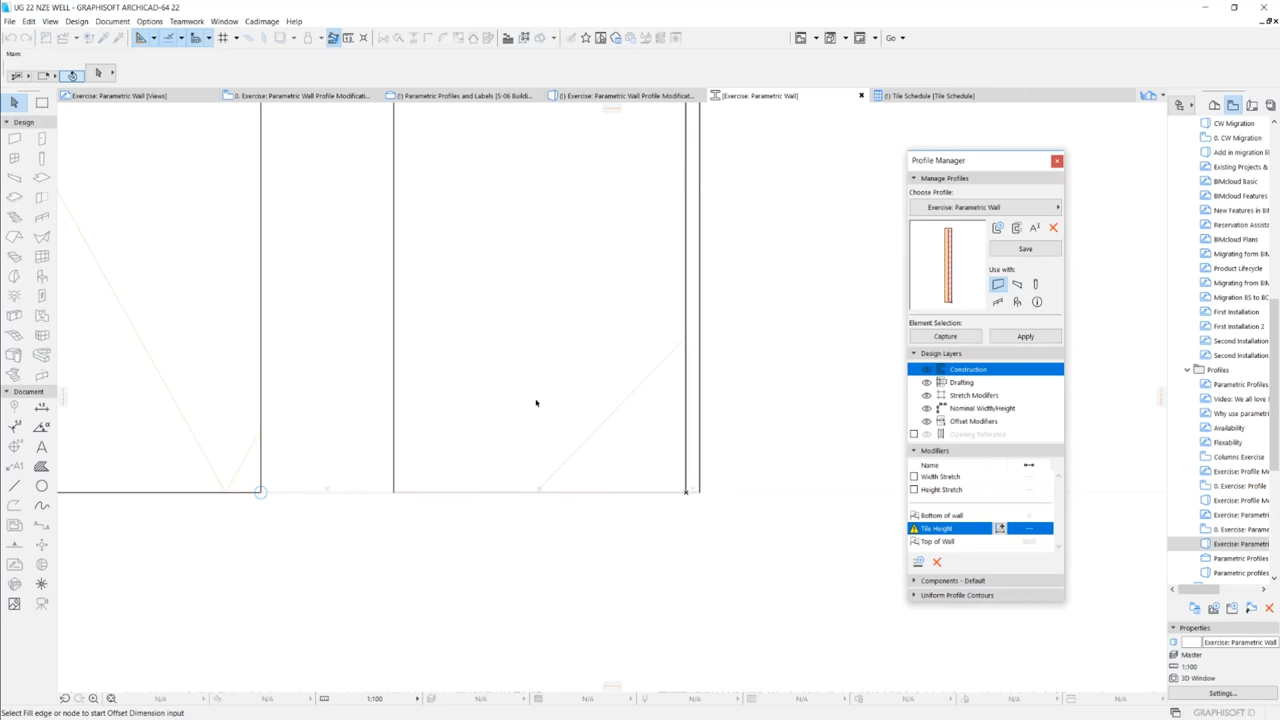 UG 22 NZE WELL - GRAPHISOFT ARCHICAD-64 22
File Edit View Design Document Options Teamwork Cadimage Help
Go
Main:
Exercise: Parametric Wall [Views]
0. Exercise: Parametric Wall Profile Modificati...
(!) Parametric Profiles and Labels [S-06 Buildi...
(!) Exercise: Parametric Wall Profile Modificat...
[Exercise: Parametric Wall]
(!) Tile Schedule [Tile Schedule]
Design
Document
Profile Manager
Manage Profiles
Choose Profile:
Exercise: Parametric Wall
Save
Use with:
Element Selection:
Capture
Apply
Design Layers
Construction
Drafting
Stretch Modifers
Nominal Width/Height
Offset Modifiers
Opening Reference
Modifiers
Name
Width Stretch ---
Height Stretch ---
Bottom of wall 0
Tile Height ---
Top of Wall
Components - Default
Uniform Profile Contours
CW Migration
0. CW Migration
Add in migration li
Existing Projects &
BIMcloud Basic
BIMcloud Features
New Features in BI
Reservation Assista
BIMcloud Plans
Migrating form BIM
Product Lifecycle
Migrating from BIM
Migration BS to BC
First Installation
First Installation 2
Second Installation
Second Installation
Profiles
Parametric Profiles
Video: We all love
Why use parametri
Availability
Flexability
Columns Exercise
Exercise: Profile M
0. Exercise: Profile
Exercise: Profile Mo
Exercise: Parametri
0. Exercise: Parame
Exercise: Parametri
Parametric Profiles
Parametric profiles
Properties
Exercise: Parametric Wall
Master
1:100
3D Window
Settings...
N/A N/A 1:100 N/A N/A N/A N/A N/A N/A
Select Fill edge or node to start Offset Dimension input
GRAPHISOFT ID